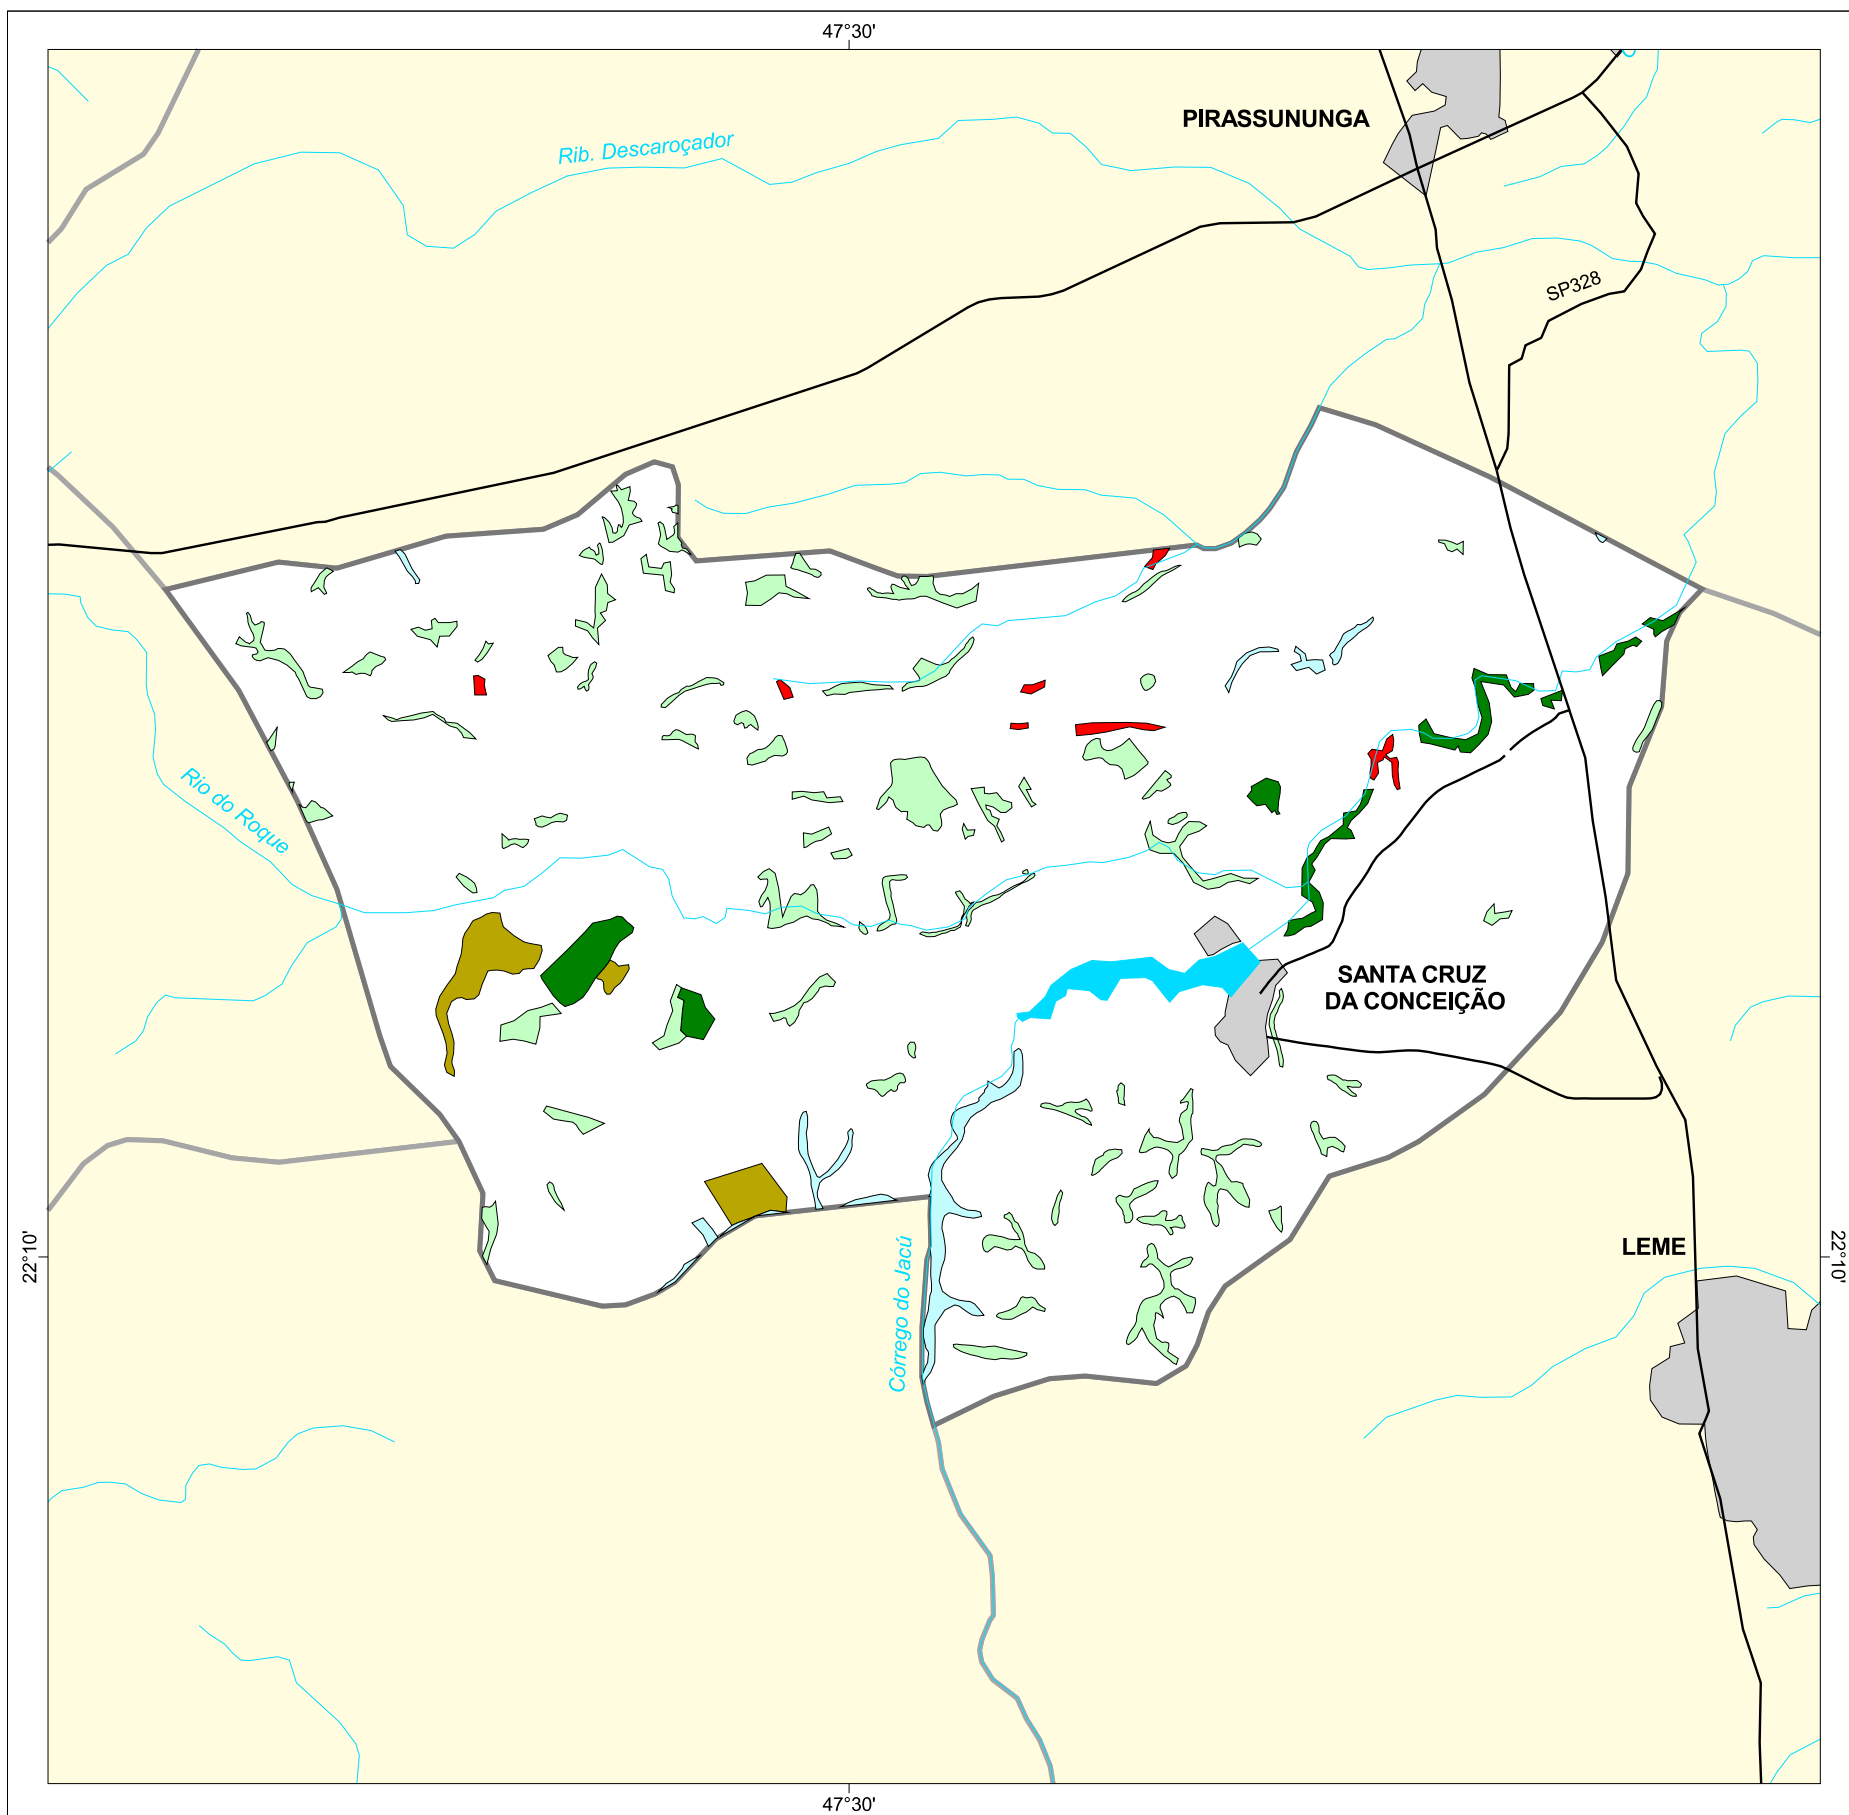 47°30'
PIRASSUNUNGA
Rib. Descaroçador
SP328
Rio do Roque
SANTA CRUZ
DA CONCEIÇÃO
22°10'
Córrego do Jacú
LEME
22°10'
47°30'